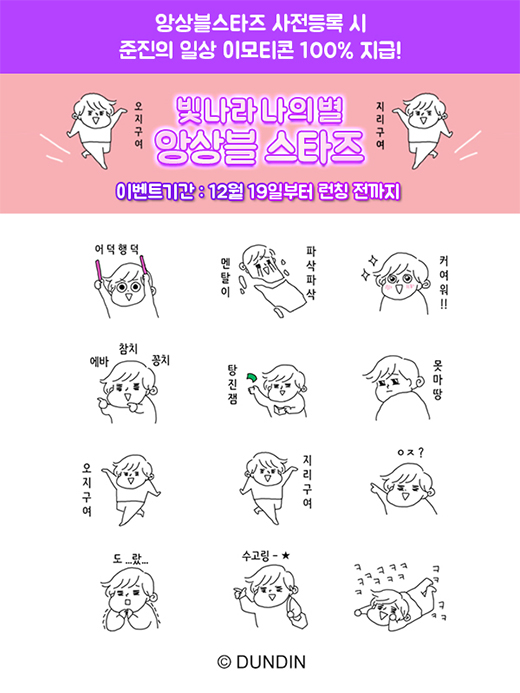 앙상블스타즈 사전등록 시
준진의 일상 이모티콘 100% 지급!
오지구여
빛나라 나의 별
앙상블 스타즈
지리구여
이벤트기간 : 12월 19일부터 런칭 전까지
어덕행덕
멘탈이
파삭파삭
커여워!!
에바
참치
꽁치
탕진잼
못마땅
오지구여
지리구여
ㅇㅈ?
도...랐...
수고링-★
ㅋㅋㅋㅋㅋㅋㅋㅋㅋㅋ
© DUNDIN